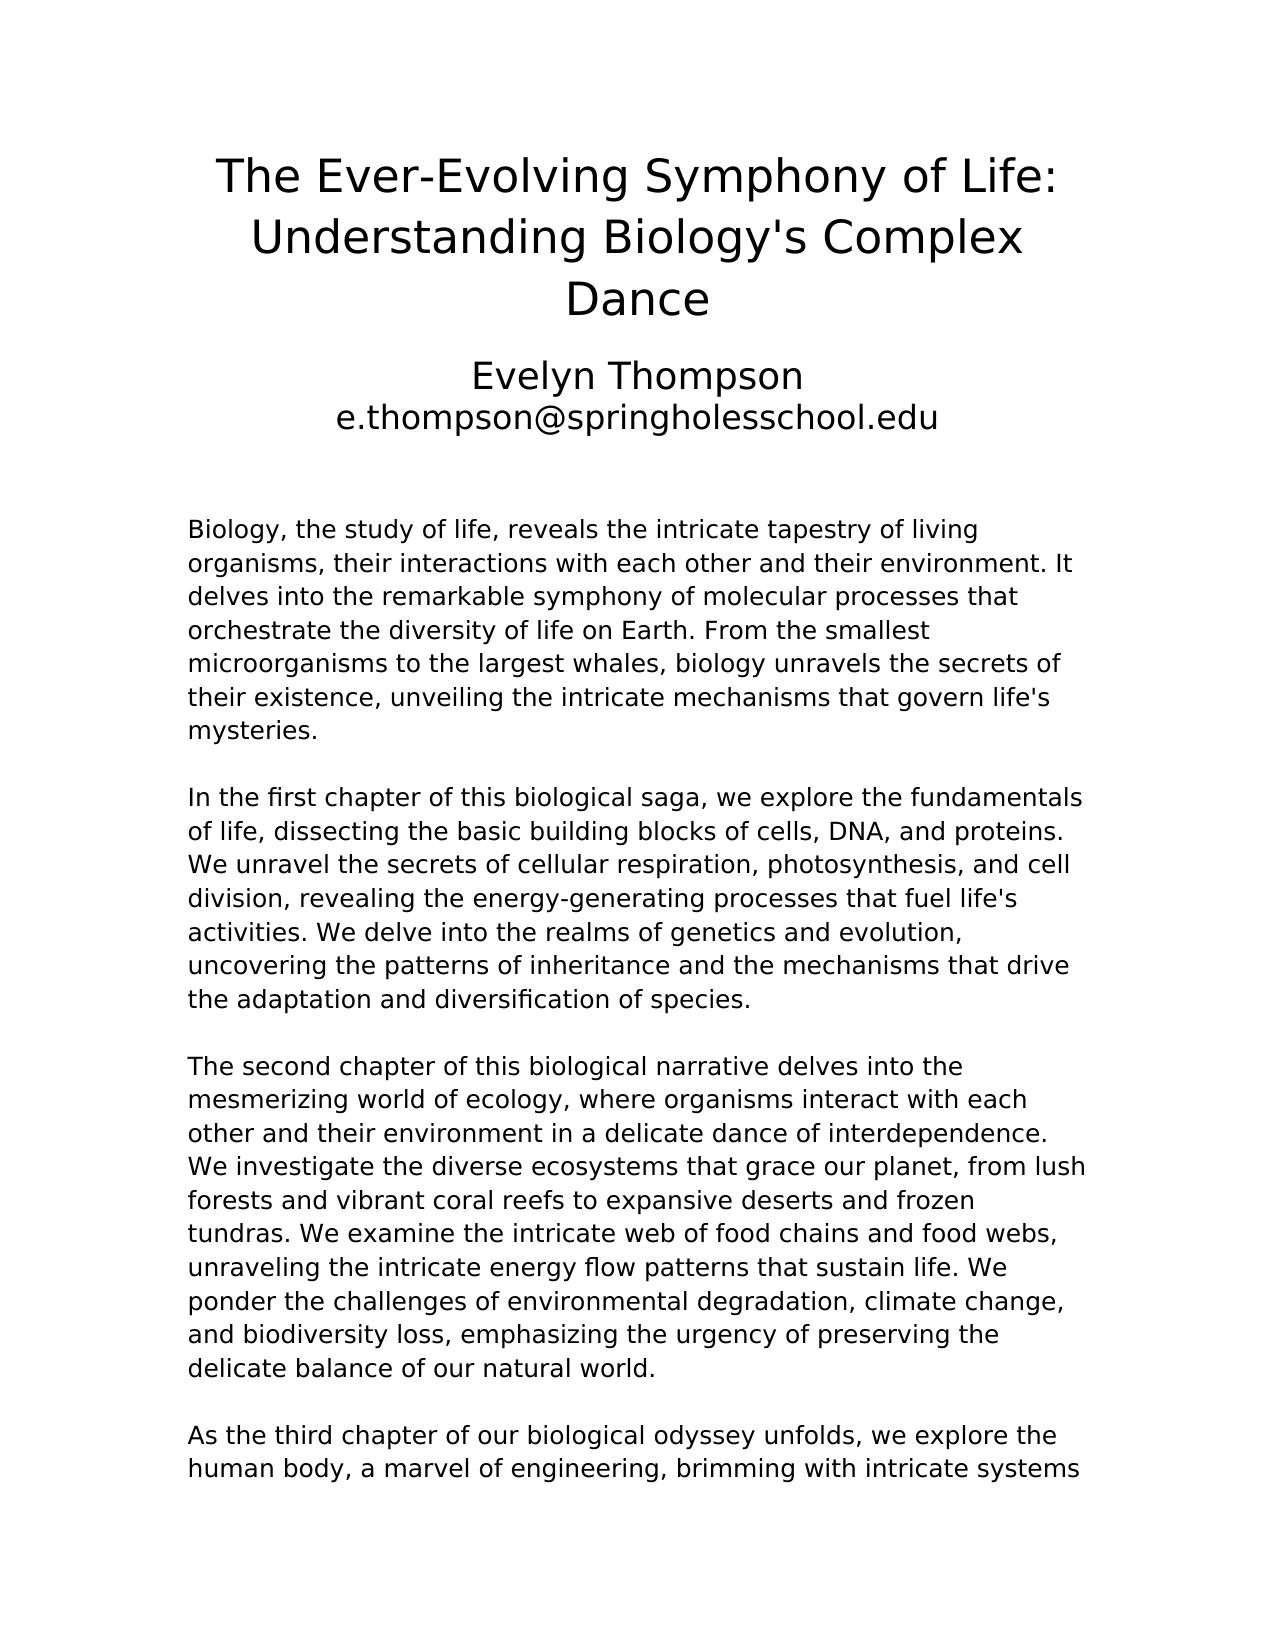 The Ever-Evolving Symphony of Life:
Understanding Biology's Complex
Dance
Evelyn Thompson
e.thompson@springholesschool.edu
Biology, the study of life, reveals the intricate tapestry of living
organisms, their interactions with each other and their environment. It
delves into the remarkable symphony of molecular processes that
orchestrate the diversity of life on Earth. From the smallest
microorganisms to the largest whales, biology unravels the secrets of
their existence, unveiling the intricate mechanisms that govern life's
mysteries.
In the first chapter of this biological saga, we explore the fundamentals
of life, dissecting the basic building blocks of cells, DNA, and proteins.
We unravel the secrets of cellular respiration, photosynthesis, and cell
division, revealing the energy-generating processes that fuel life's
activities. We delve into the realms of genetics and evolution,
uncovering the patterns of inheritance and the mechanisms that drive
the adaptation and diversification of species.
The second chapter of this biological narrative delves into the
mesmerizing world of ecology, where organisms interact with each
other and their environment in a delicate dance of interdependence.
We investigate the diverse ecosystems that grace our planet, from lush
forests and vibrant coral reefs to expansive deserts and frozen
tundras. We examine the intricate web of food chains and food webs,
unraveling the intricate energy flow patterns that sustain life. We
ponder the challenges of environmental degradation, climate change,
and biodiversity loss, emphasizing the urgency of preserving the
delicate balance of our natural world.
As the third chapter of our biological odyssey unfolds, we explore the
human body, a marvel of engineering, brimming with intricate systems